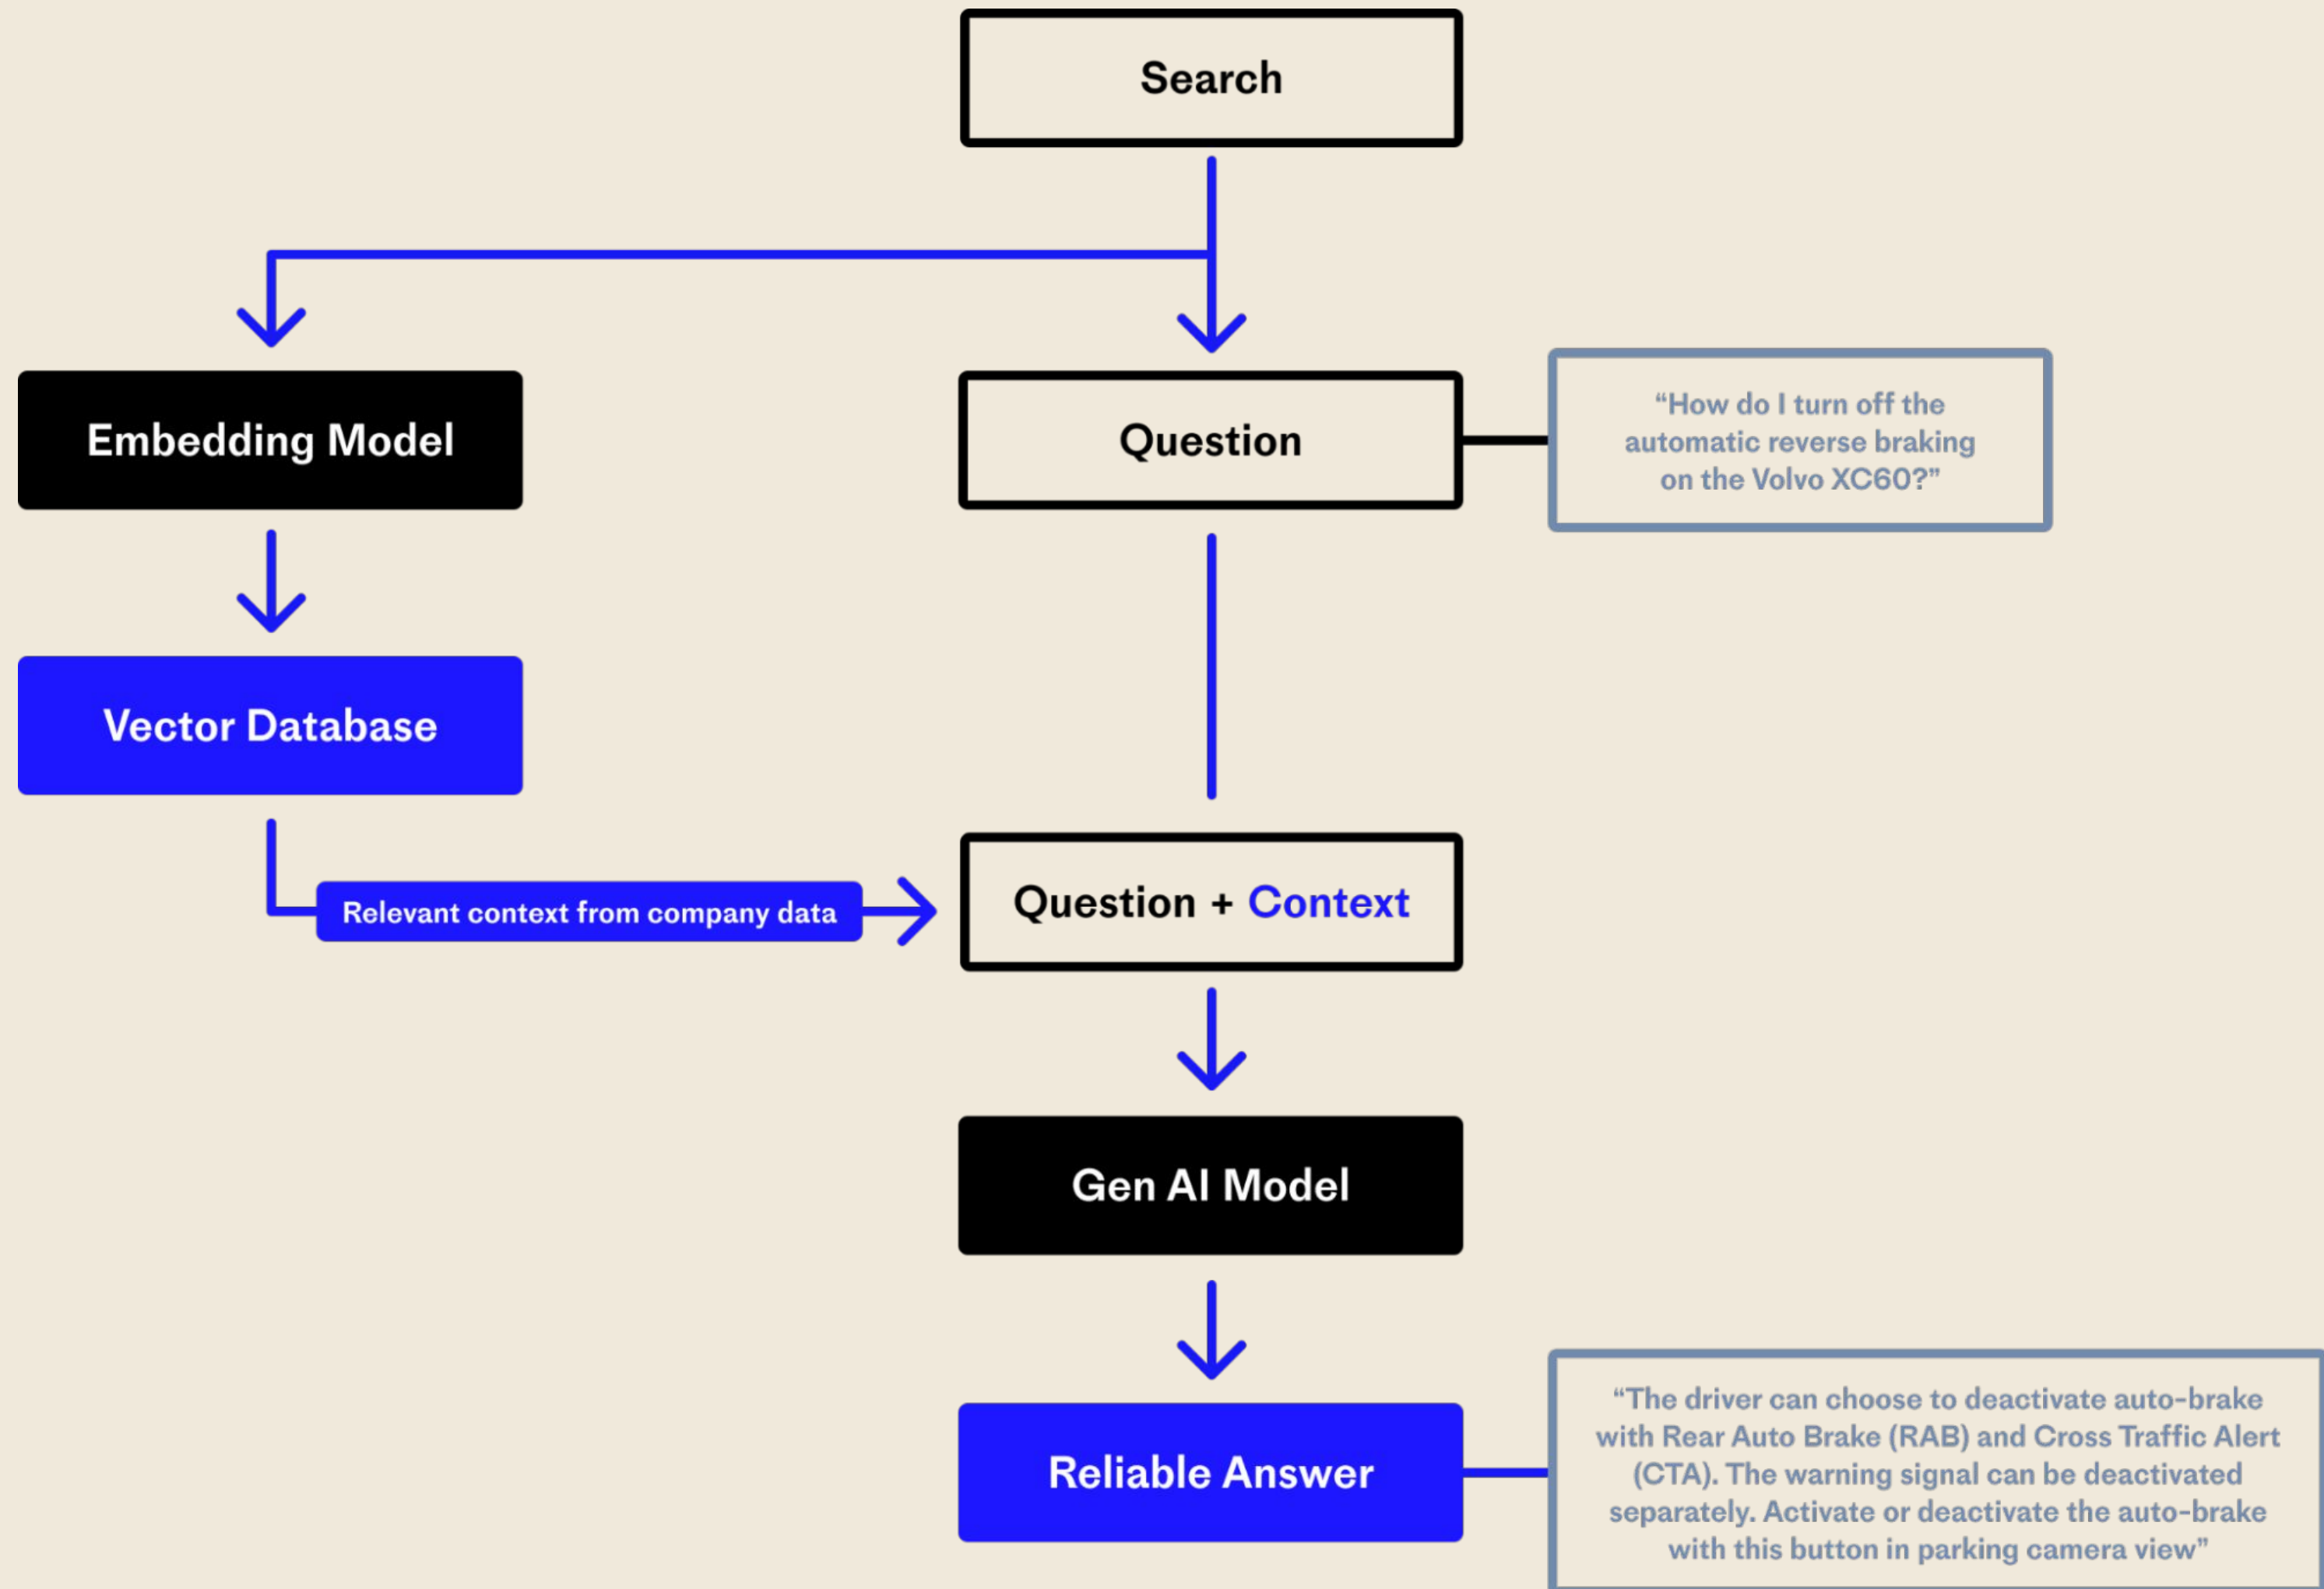 Search
Embedding Model
Question
“How do I turn off the
automatic reverse braking
on the Volvo XC60?”
Vector Database
Relevant context from company data
Question + Context
Gen AI Model
Reliable Answer
“The driver can choose to deactivate auto-brake
with Rear Auto Brake (RAB) and Cross Traffic Alert
(CTA). The warning signal can be deactivated
separately. Activate or deactivate the auto-brake
with this button in parking camera view”